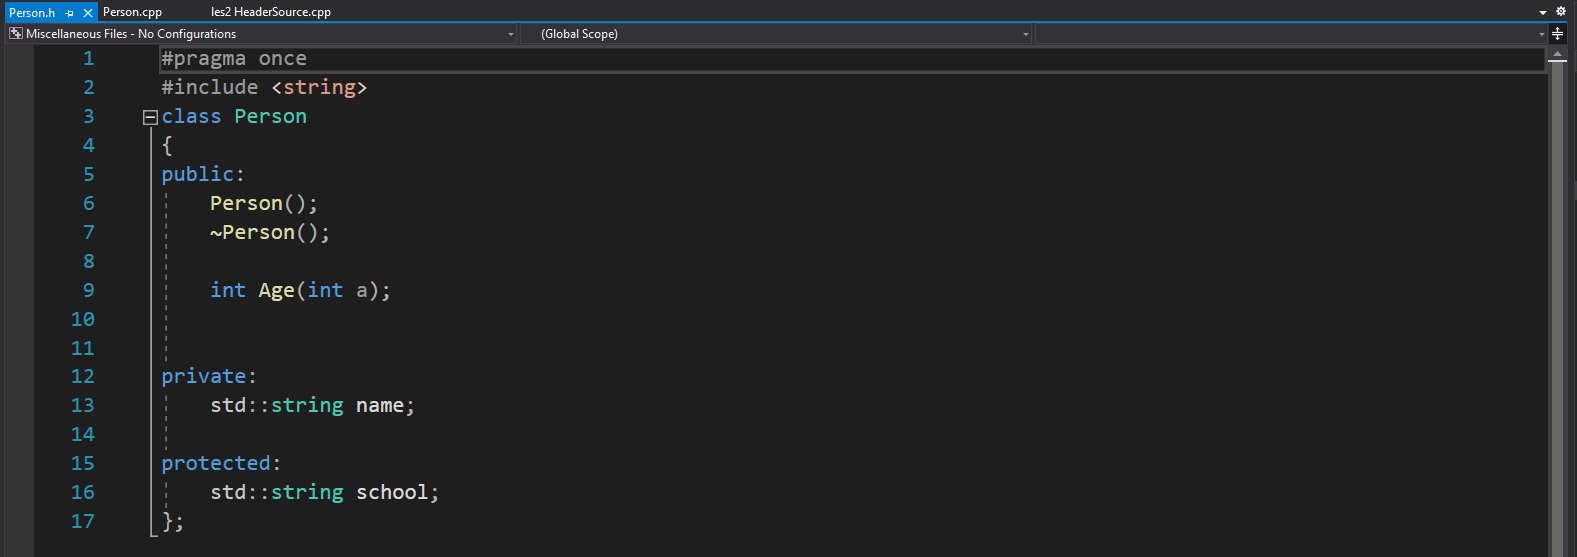 Person.h Person.cpp les2 HeaderSource.cpp
Miscellaneous Files - No Configurations (Global Scope)
1 #pragma once
2 #include <string>
3 class Person
4 {
5 public:
6 Person();
7 ~Person();
8
9 int Age(int a);
10
11
12 private:
13 std::string name;
14
15 protected:
16 std::string school;
17 };